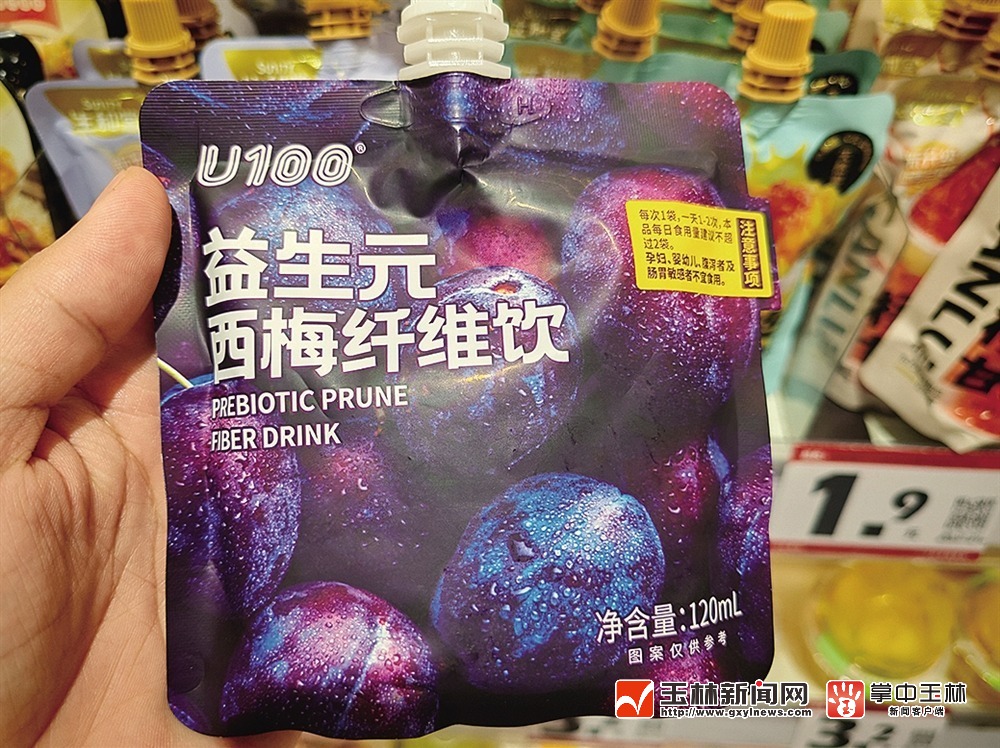 U100®
益生元
西梅纤维饮
PREBIOTIC PRUNE
FIBER DRINK
注意事项
每次1袋,一天1-2次,本
品每日食用量建议不超
过2袋。
孕妇、婴幼儿、腹泻者及
肠胃敏感者不宜食用。
净含量:120mL
图案仅供参考
1.9
3.2
玉林新闻网
http://www.gxylnews.com
掌中玉林
新闻客户端